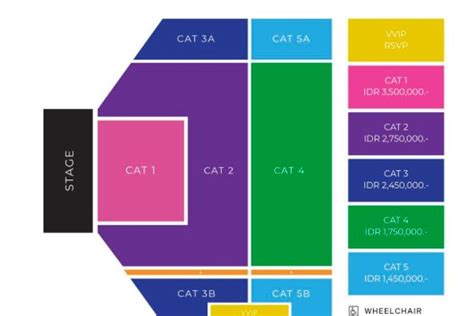 CAT 3A
CAT 5A
VVIP
RSVP
CAT 1
IDR 3,500,000.-
CAT 2
IDR 2,750,000.-
STAGE
CAT 1
CAT 2
CAT 4
CAT 3
IDR 2,450,000.-
CAT 4
IDR 1,750,000.-
CAT 5
IDR 1,450,000.-
CAT 3B
CAT 5B
VVIP
WHEELCHAIR